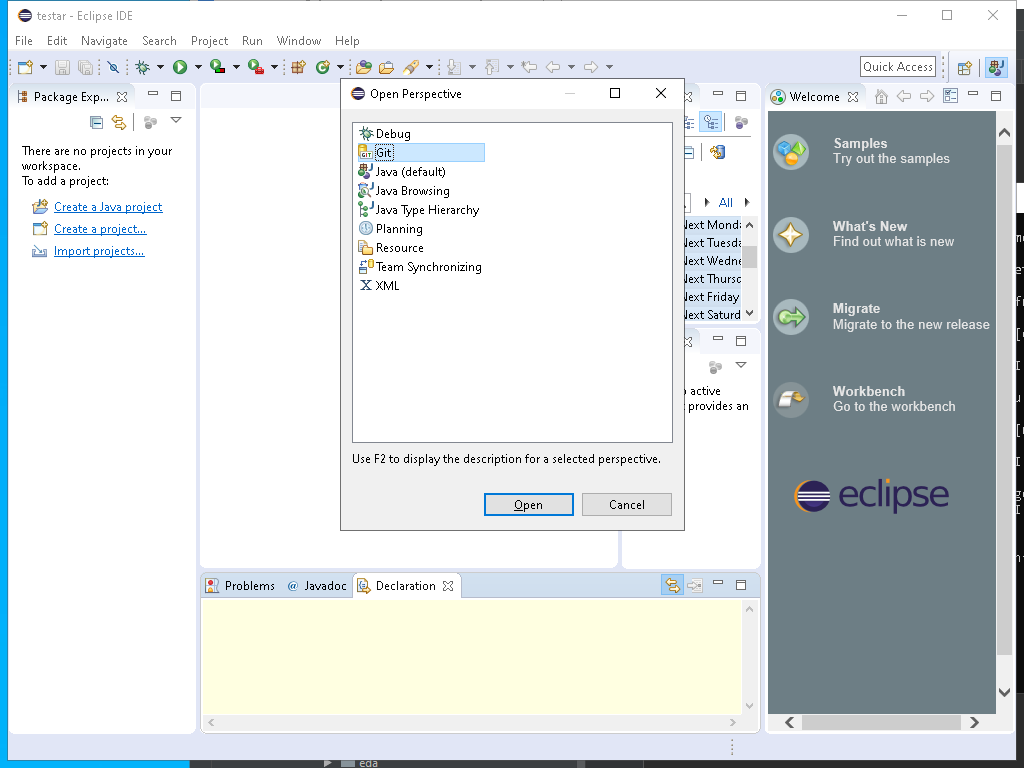 testar - Eclipse IDE
File Edit Navigate Search Project Run Window Help
Quick Access
Package Exp...
There are no projects in your
workspace.
To add a project:
Create a Java project
Create a project...
Import projects...
Open Perspective
Debug
Git
Java (default)
Java Browsing
Java Type Hierarchy
Planning
Resource
Team Synchronizing
XML
Use F2 to display the description for a selected perspective.
Open Cancel
All
Next Monda
Next Tuesda
Next Wedne
Next Thursd
Next Friday
Next Saturd
active
provides an
Welcome
Samples
Try out the samples
What's New
Find out what is new
Migrate
Migrate to the new release
Workbench
Go to the workbench
eclipse
Problems @ Javadoc Declaration
eda